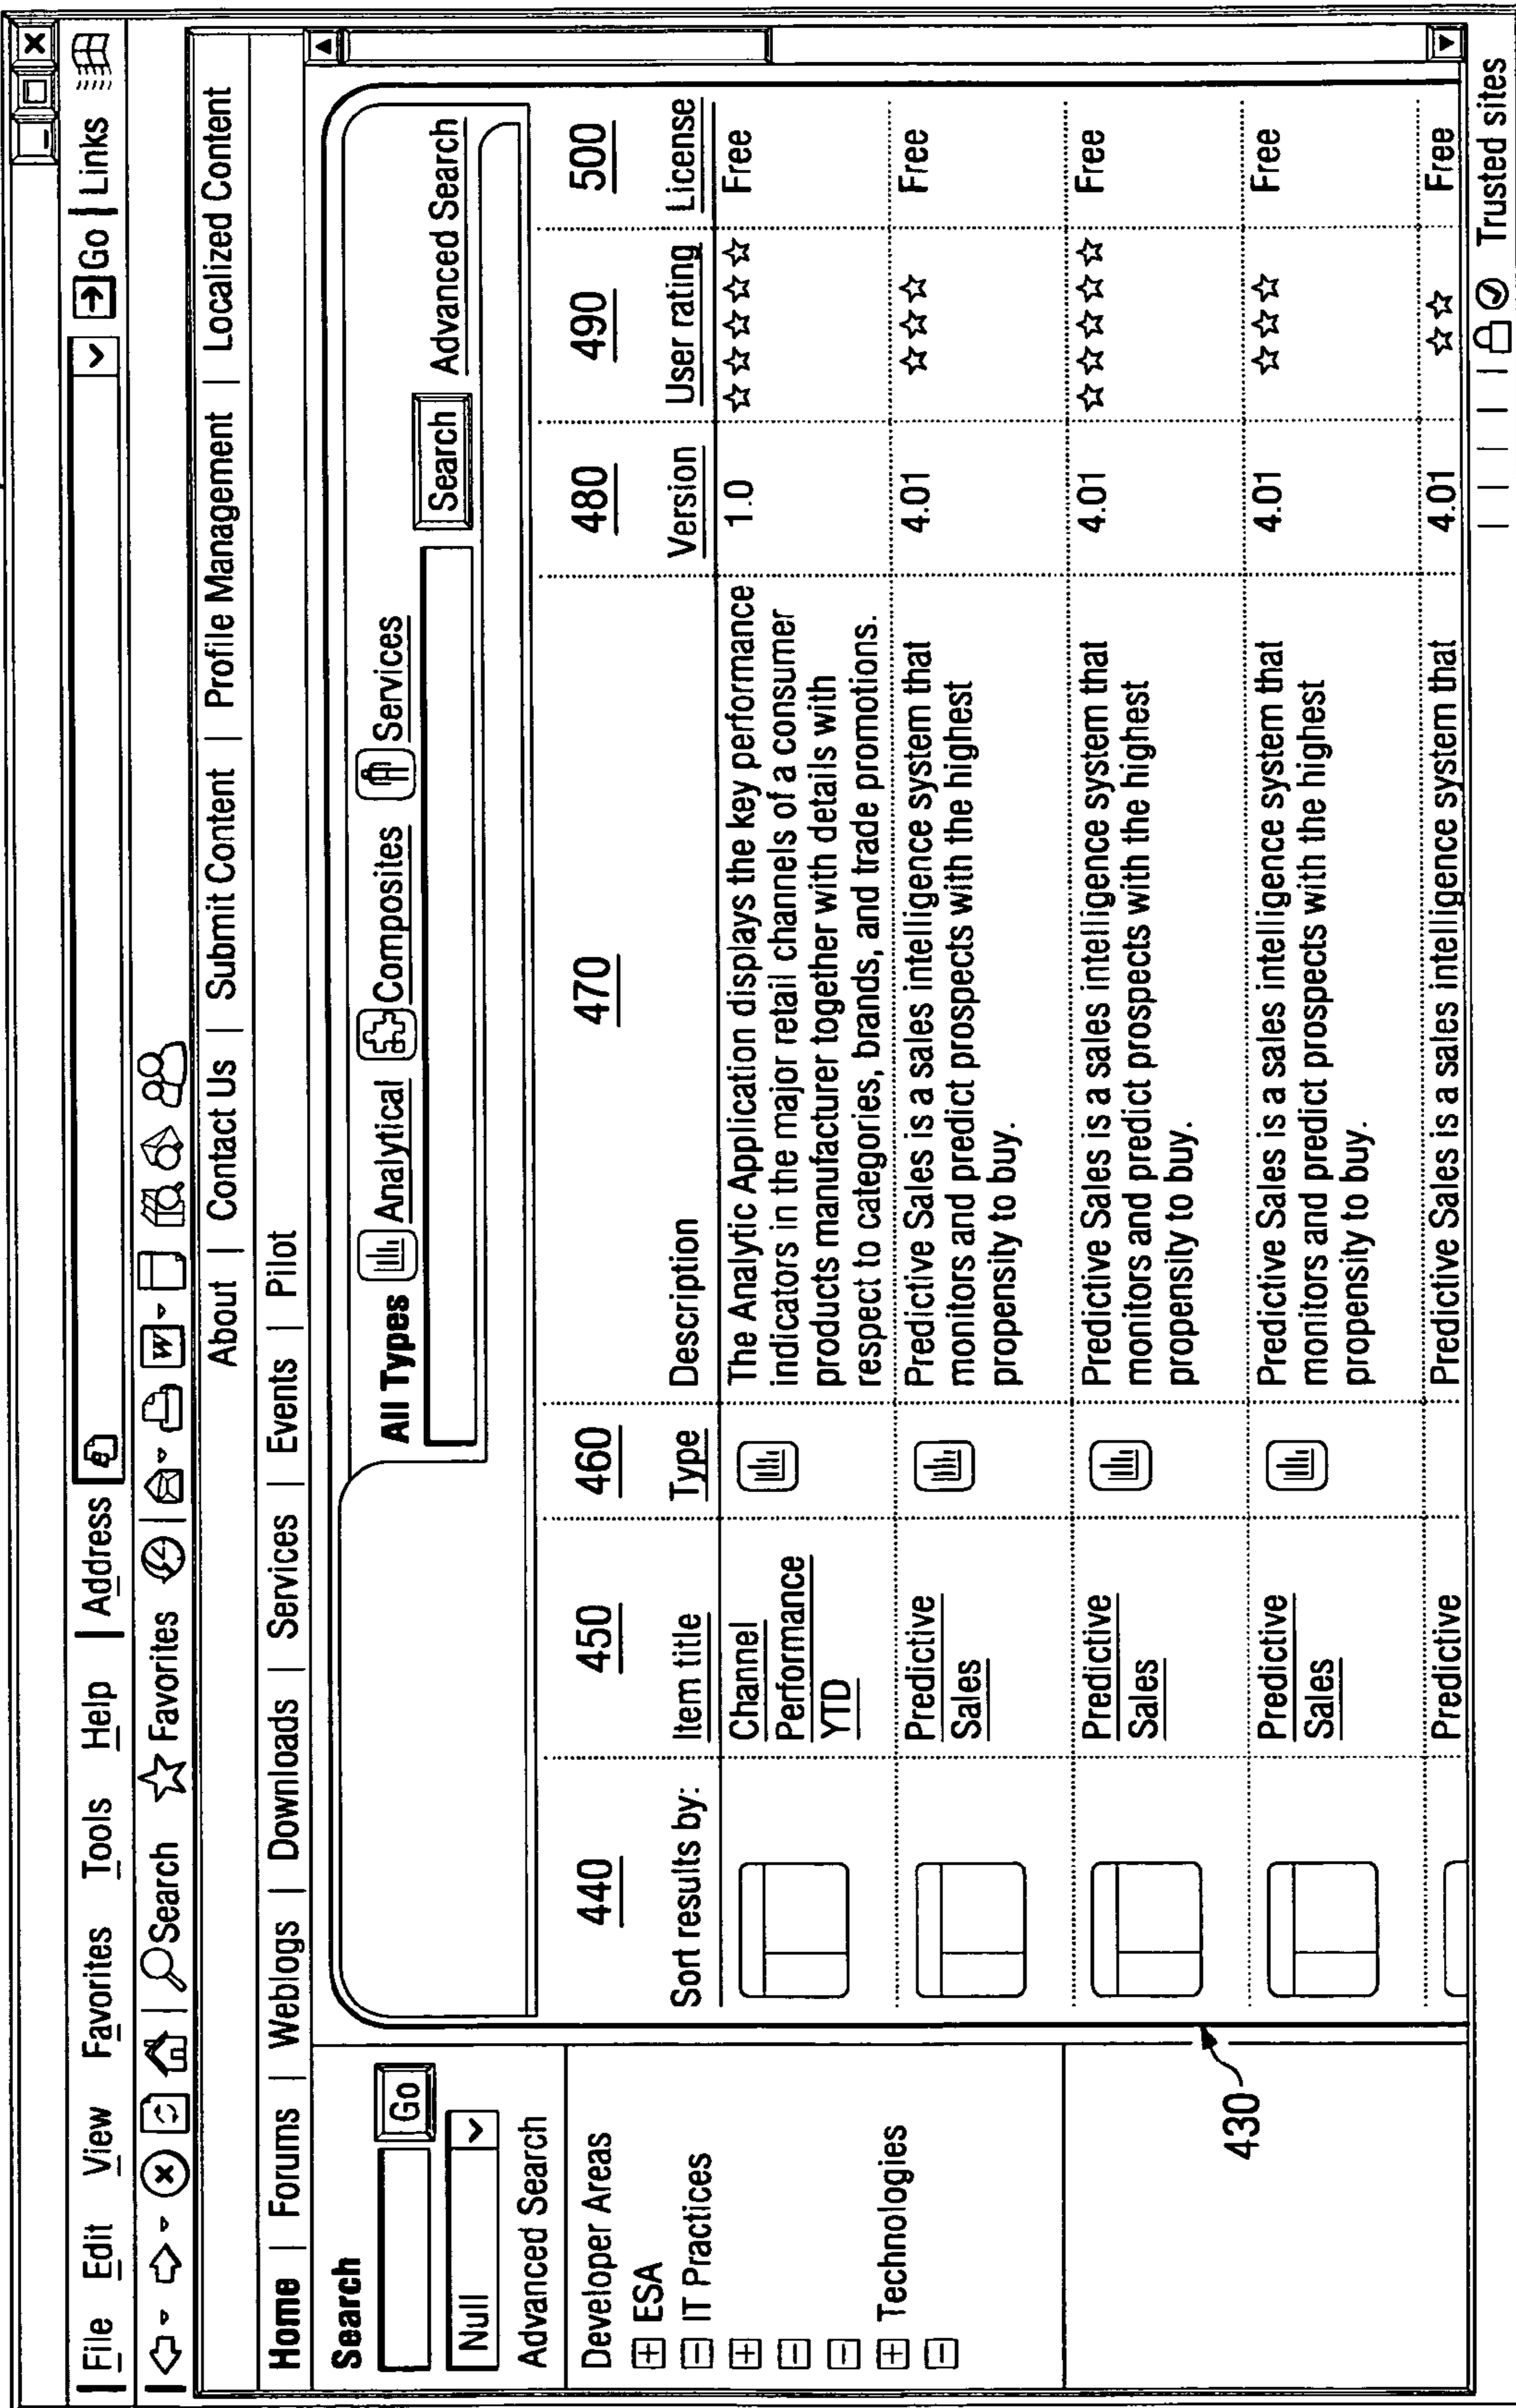 File Edit View Favorites Tools Help Address Go Links
Search Favorites
About | Contact Us | Submit Content | Profile Management | Localized Content
Home | Forums | Weblogs | Downloads | Services | Events | Pilot
Search
Go
Null
Advanced Search
Developer Areas
ESA
IT Practices
Technologies
430
All Types Analytical Composites Services
Search Advanced Search
440 450 460 470 480 490 500
Sort results by: Item title Type Description Version User rating License
Channel Performance YTD
The Analytic Application displays the key performance
indicators in the major retail channels of a consumer
products manufacturer together with details with
respect to categories, brands, and trade promotions.
1.0 Free
Predictive Sales
Predictive Sales is a sales intelligence system that
monitors and predict prospects with the highest
propensity to buy.
4.01 Free
Predictive Sales
Predictive Sales is a sales intelligence system that
monitors and predict prospects with the highest
propensity to buy.
4.01 Free
Predictive Sales
Predictive Sales is a sales intelligence system that
monitors and predict prospects with the highest
propensity to buy.
4.01 Free
Predictive
Predictive Sales is a sales intelligence system that
4.01 Free
Trusted sites